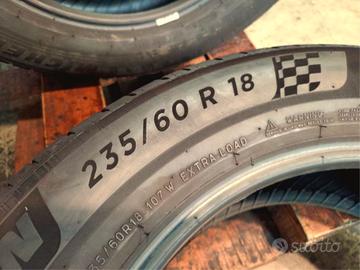 235/60 R 18
WARNING
35/60R18 107 W EXTRA LOAD
subito